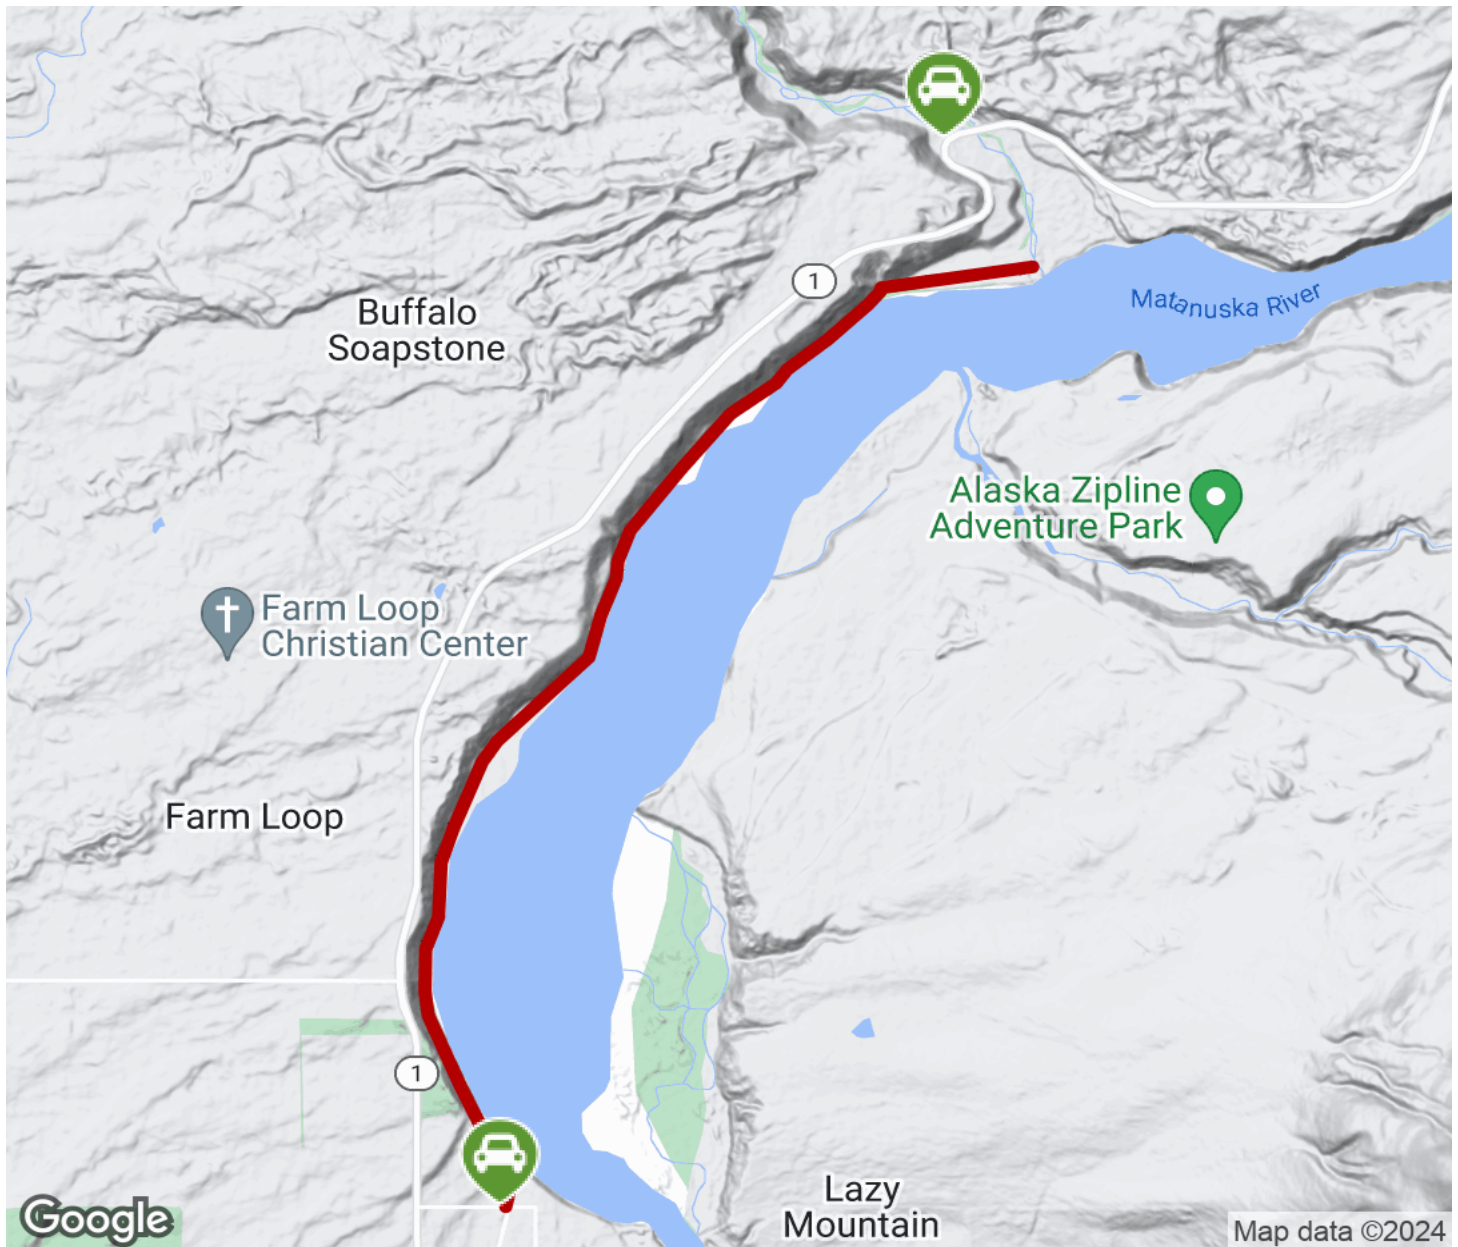 1
Matanuska River
Buffalo
Soapstone
Alaska Zipline
Adventure Park
Farm Loop
Christian Center
Farm Loop
1
Lazy
Mountain
Google
Map data ©2024